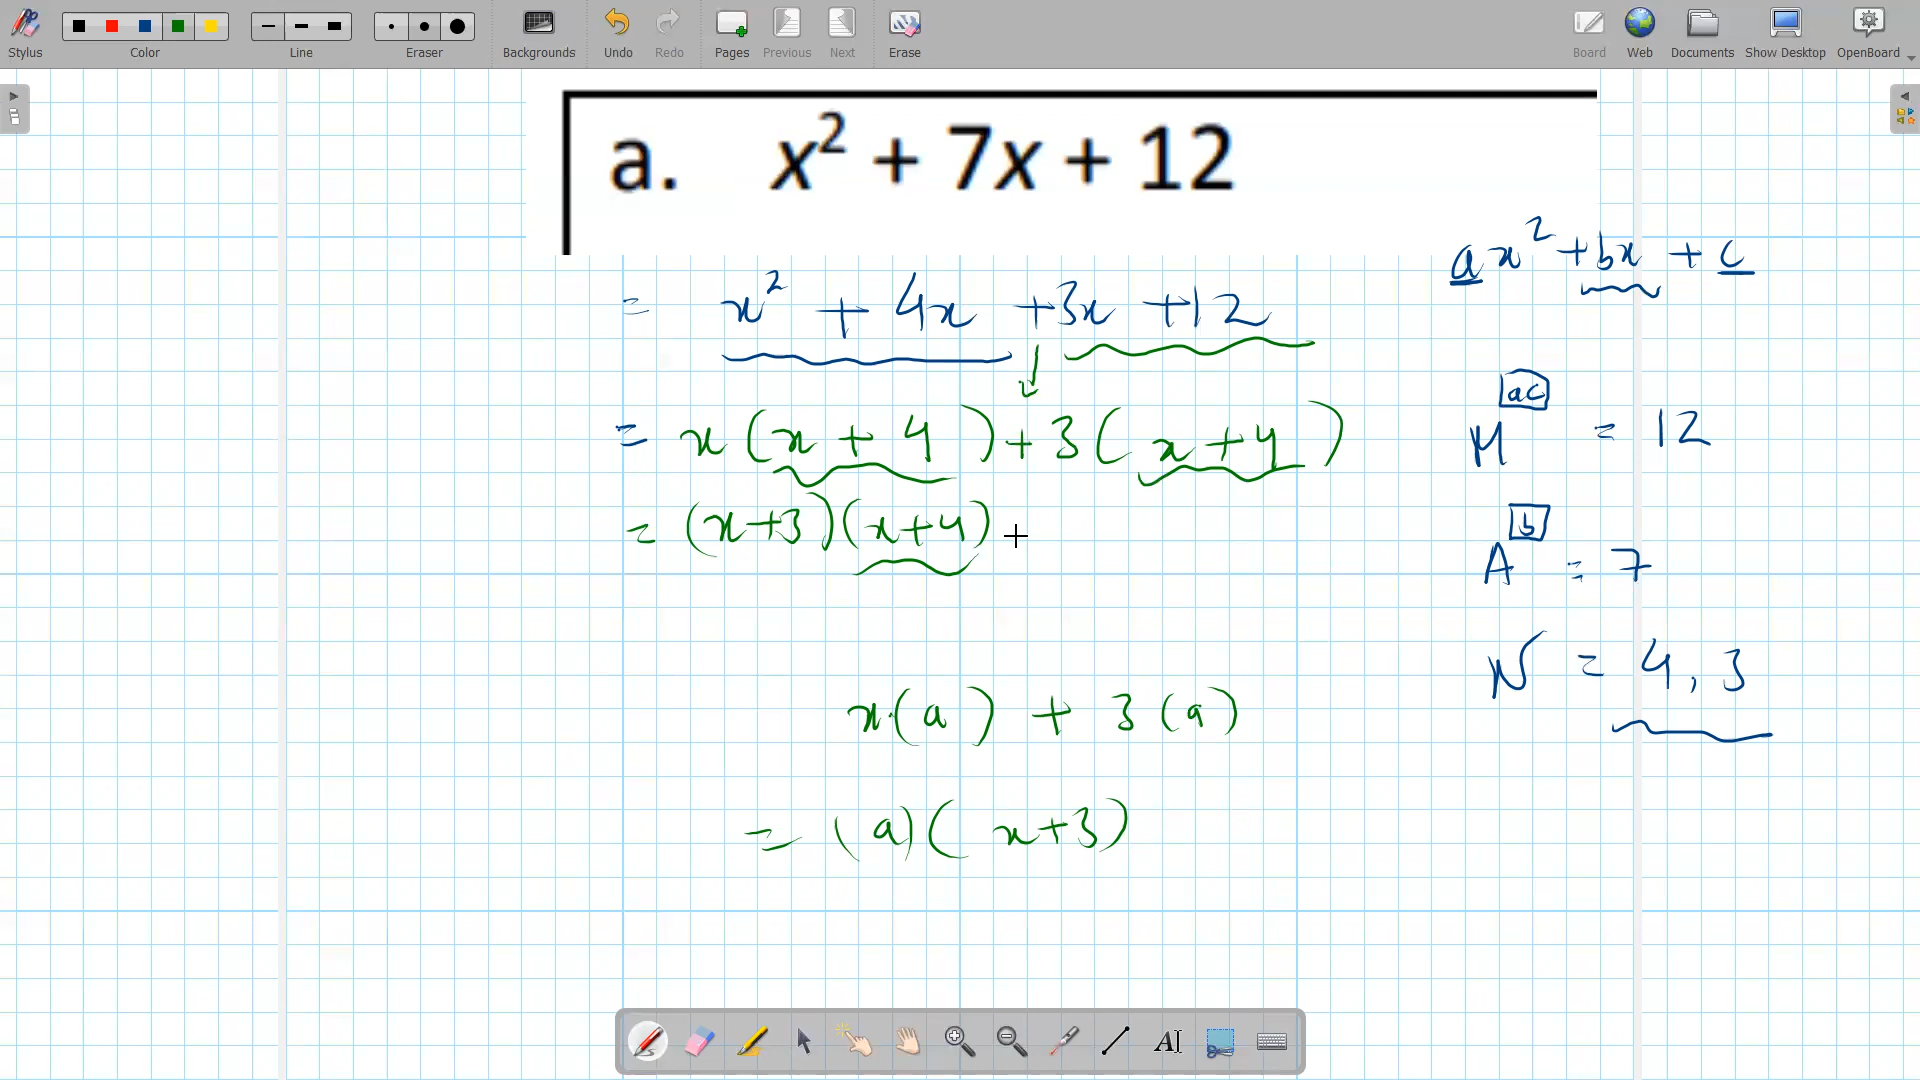 Stylus Color Line Eraser Backgrounds Undo Redo Pages Previous Next Erase Board Web Documents Show Desktop OpenBoard
a. x² + 7x + 12
ax² + bx + c
= x² + 4x + 3x + 12
ac
= x (x + 4) + 3 (x + 4)
M = 12
= (x+3)(x+4)
b
A = 7
N = 4, 3
x·(a) + 3 (a)
= (a)(x+3)